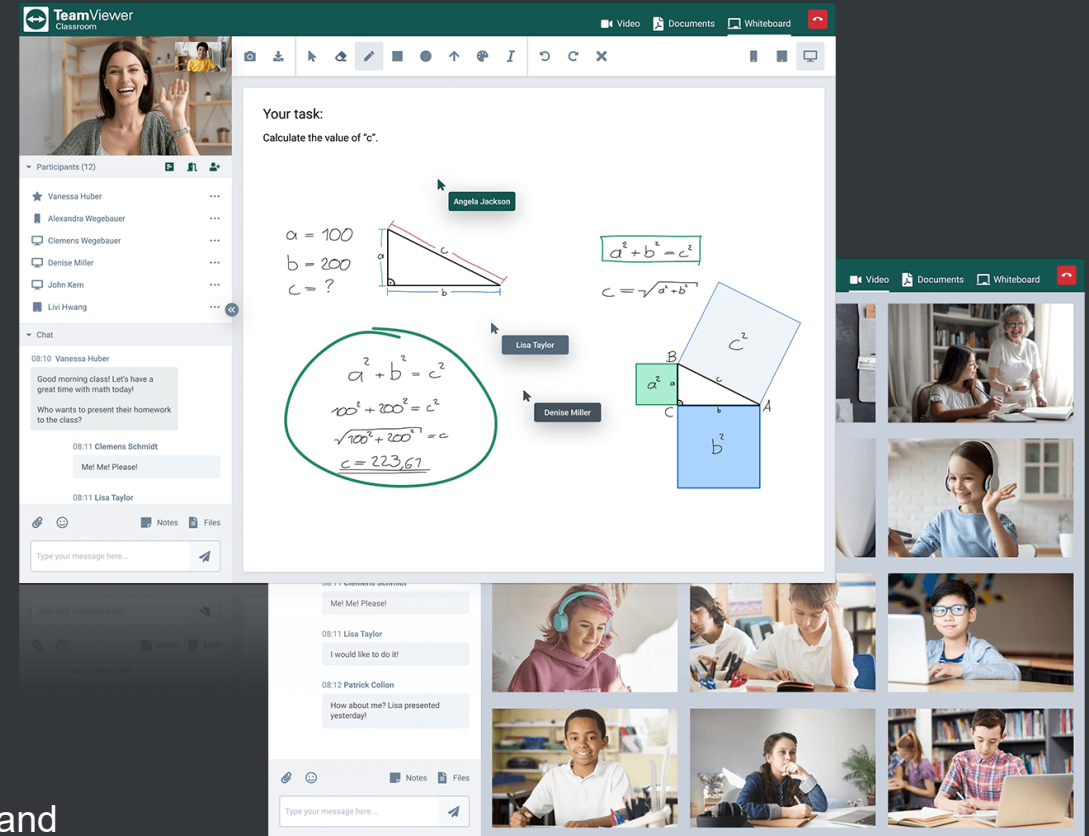 TeamViewer
Classroom
Video
Documents
Whiteboard
Participants (12)
Vanessa Huber
Alexandra Wegebauer
Clemens Wegebauer
Denise Miller
John Kern
Livi Hwang
Chat
08:10 Vanessa Huber
Good morning class! Let's have a
great time with math today!
Who wants to present their homework
to the class?
08:11 Clemens Schmidt
Me! Me! Please!
08:11 Lisa Taylor
Notes
Files
Type your message here...
Your task:
Calculate the value of "c".
Angela Jackson
a = 100
b = 200
c = ?
a
c
b
a² + b² = c²
c = √a²+b²
Lisa Taylor
Denise Miller
a² + b² = c²
100² + 200² = c²
√100² + 200² = c
c = 223,61
c²
B
a²
a
c
C
b
A
b²
Video
Documents
Whiteboard
08:11 Clemens Schmidt
Me! Me! Please!
08:11 Lisa Taylor
I would like to do it!
08:12 Patrick Collon
How about me? Lisa presented
yesterday!
Notes
Files
Type your message here...
and